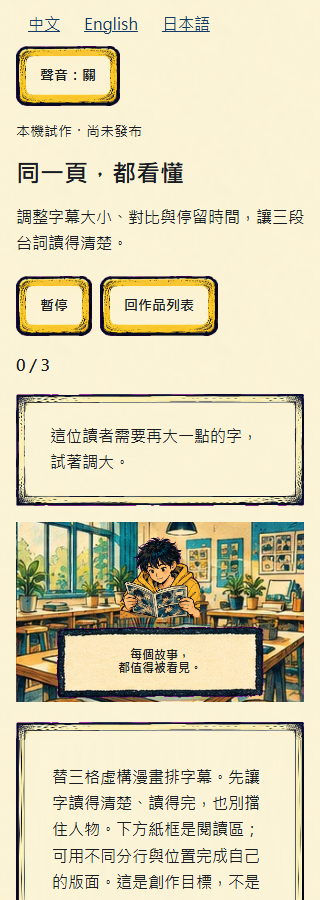 中文 English 日本語
聲音：關
本機試作・尚未發布
同一頁，都看懂
調整字幕大小、對比與停留時間，讓三段
台詞讀得清楚。
暫停 回作品列表
0 / 3
這位讀者需要再大一點的字，
試著調大。
每個故事，
都值得被看見。
替三格虛構漫畫排字幕。先讓
字讀得清楚、讀得完，也別擋
住人物。下方紙框是閱讀區；
可用不同分行與位置完成自己
的版面。這是創作目標，不是